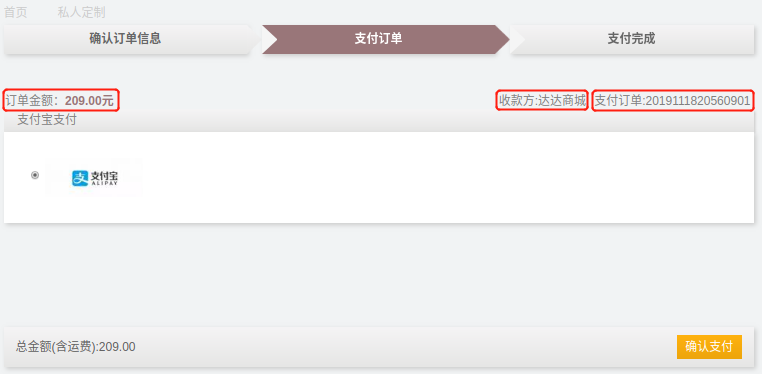 首页 私人定制
确认订单信息 支付订单 支付完成
订单金额：209.00元 收款方:达达商城 支付订单:2019111820560901
支付宝支付
支 支付宝
ALIPAY
总金额(含运费):209.00 确认支付